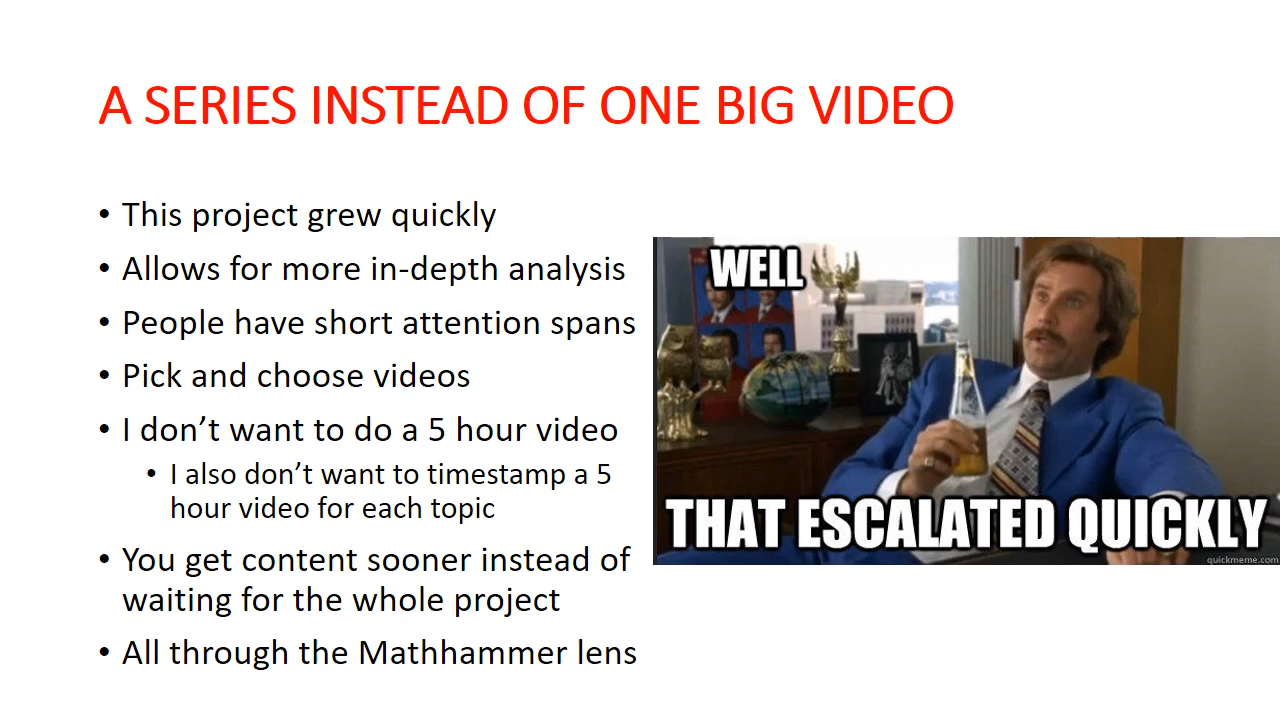 A SERIES INSTEAD OF ONE BIG VIDEO
• This project grew quickly
• Allows for more in-depth analysis
• People have short attention spans
• Pick and choose videos
• I don’t want to do a 5 hour video
• I also don’t want to timestamp a 5
hour video for each topic
• You get content sooner instead of
waiting for the whole project
• All through the Mathhammer lens
WELL
THAT ESCALATED QUICKLY
quickmeme.com